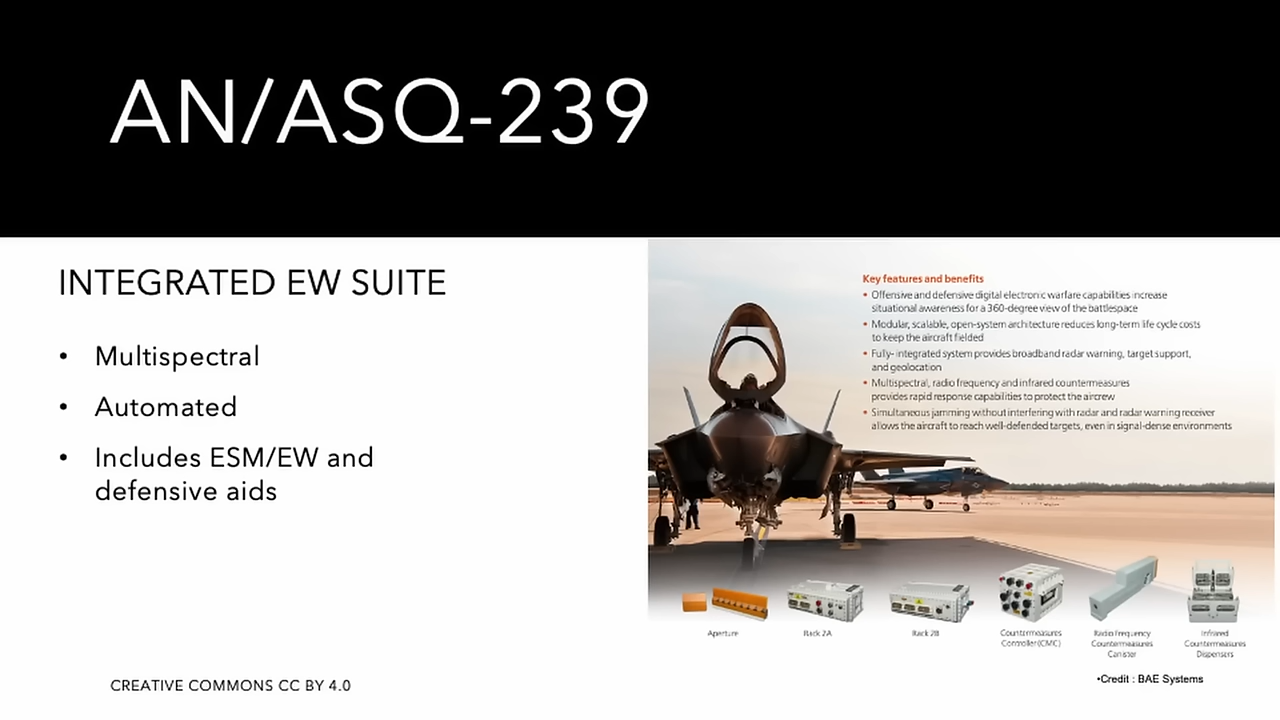 AN/ASQ-239
INTEGRATED EW SUITE
• Multispectral
• Automated
• Includes ESM/EW and
defensive aids
Key features and benefits
• Offensive and defensive digital electronic warfare capabilities increase
situational awareness for a 360-degree view of the battlespace
• Modular, scalable, open-system architecture reduces long-term life cycle costs
to keep the aircraft fielded
• Fully- integrated system provides broadband radar warning, target support,
and geolocation
• Multispectral, radio frequency and infrared countermeasures
provides rapid response capabilities to protect the aircrew
• Simultaneous jamming without interfering with radar and radar warning receiver
allows the aircraft to reach well-defended targets, even in signal-dense environments
Aperture
Rack 2A
Rack 2B
Countermeasures
Controller (CMC)
Radio Frequency
Countermeasures
Canister
Infrared
Countermeasures
Dispensers
•Credit : BAE Systems
CREATIVE COMMONS CC BY 4.0